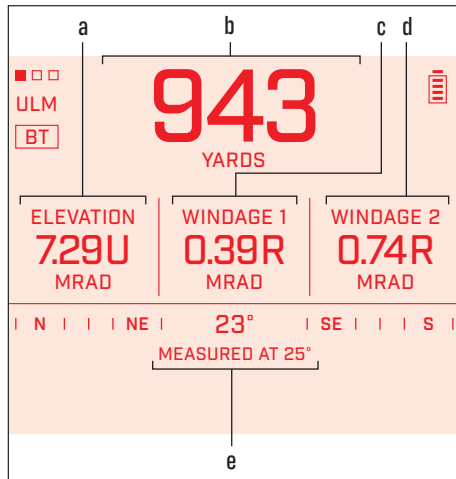 a b c d
943
ULM
BT
YARDS
ELEVATION WINDAGE 1 WINDAGE 2
7.29U 0.39R 0.74R
MRAD MRAD MRAD
N NE 23° SE S
MEASURED AT 25°
e